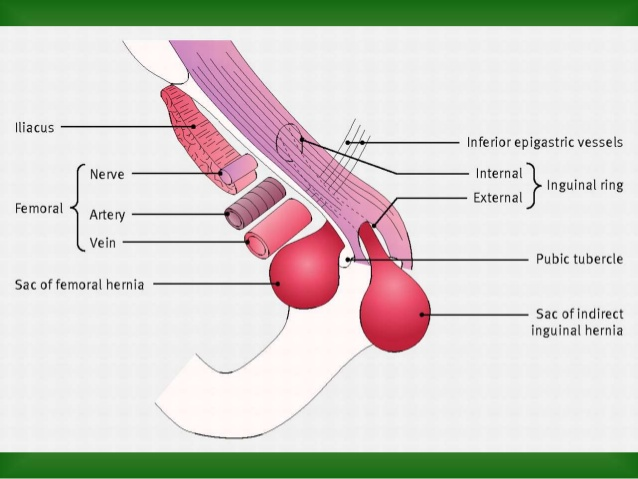 Iliacus
Nerve
Femoral
Artery
Vein
Sac of femoral hernia
Inferior epigastric vessels
Internal
Inguinal ring
External
Pubic tubercle
Sac of indirect
inguinal hernia